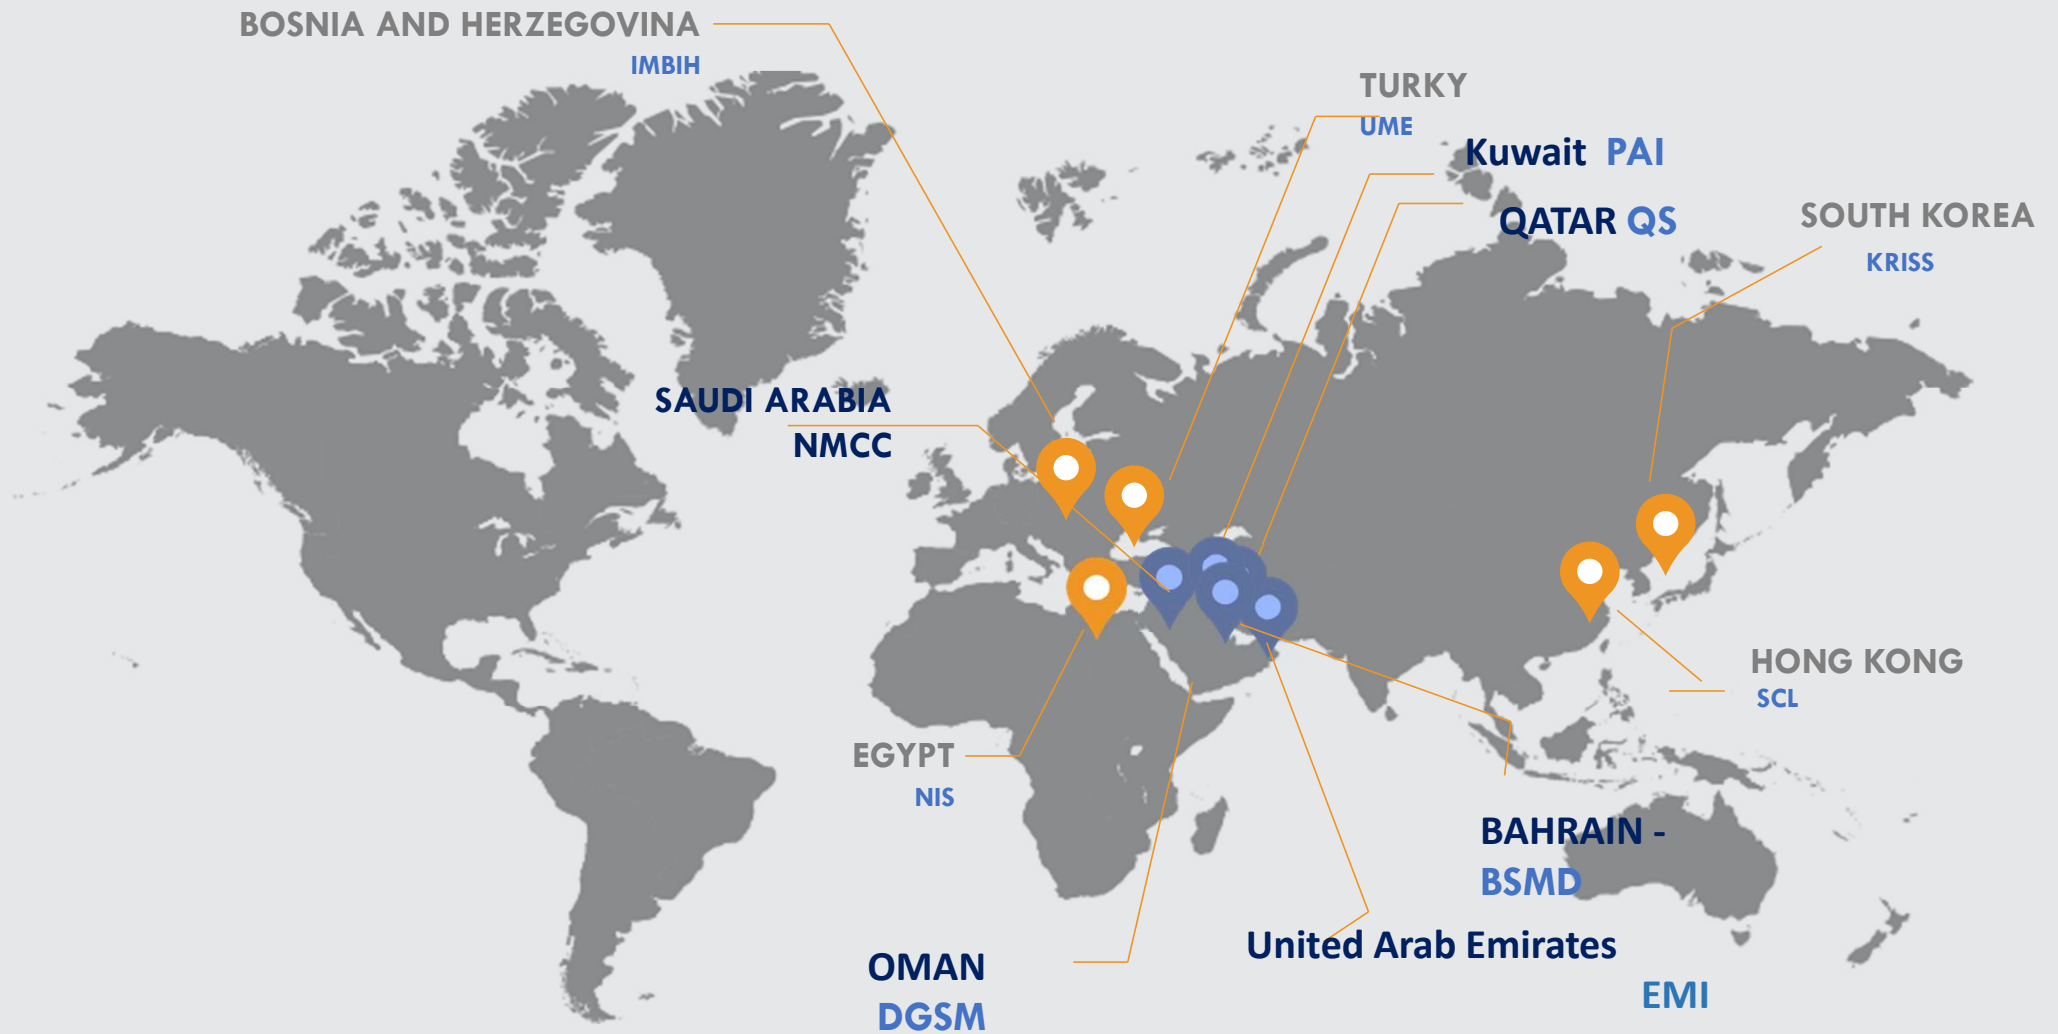 BOSNIA AND HERZEGOVINA
IMBIH
TURKY
UME
Kuwait PAI
QATAR QS
SOUTH KOREA
KRISS
SAUDI ARABIA
NMCC
HONG KONG
SCL
EGYPT
NIS
BAHRAIN -
BSMD
United Arab Emirates
EMI
OMAN
DGSM